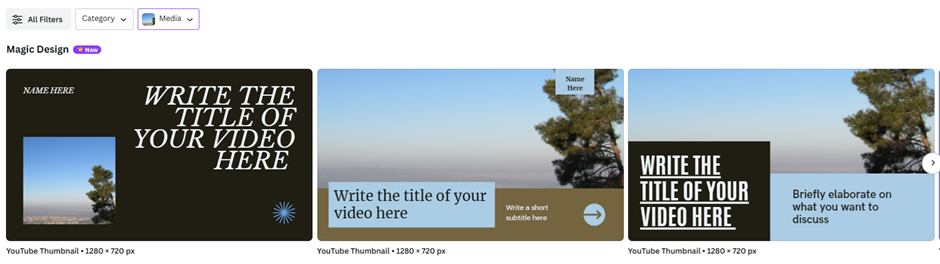 All Filters
Category
Media
Magic Design
New
NAME HERE
WRITE THE
TITLE OF
YOUR VIDEO
HERE
YouTube Thumbnail • 1280 × 720 px
Name
Here
Write the title of your
video here
Write a short
subtitle here
YouTube Thumbnail • 1280 × 720 px
WRITE THE
TITLE OF YOUR
VIDEO HERE
Briefly elaborate on
what you want to
discuss
YouTube Thumbnail • 1280 × 720 px